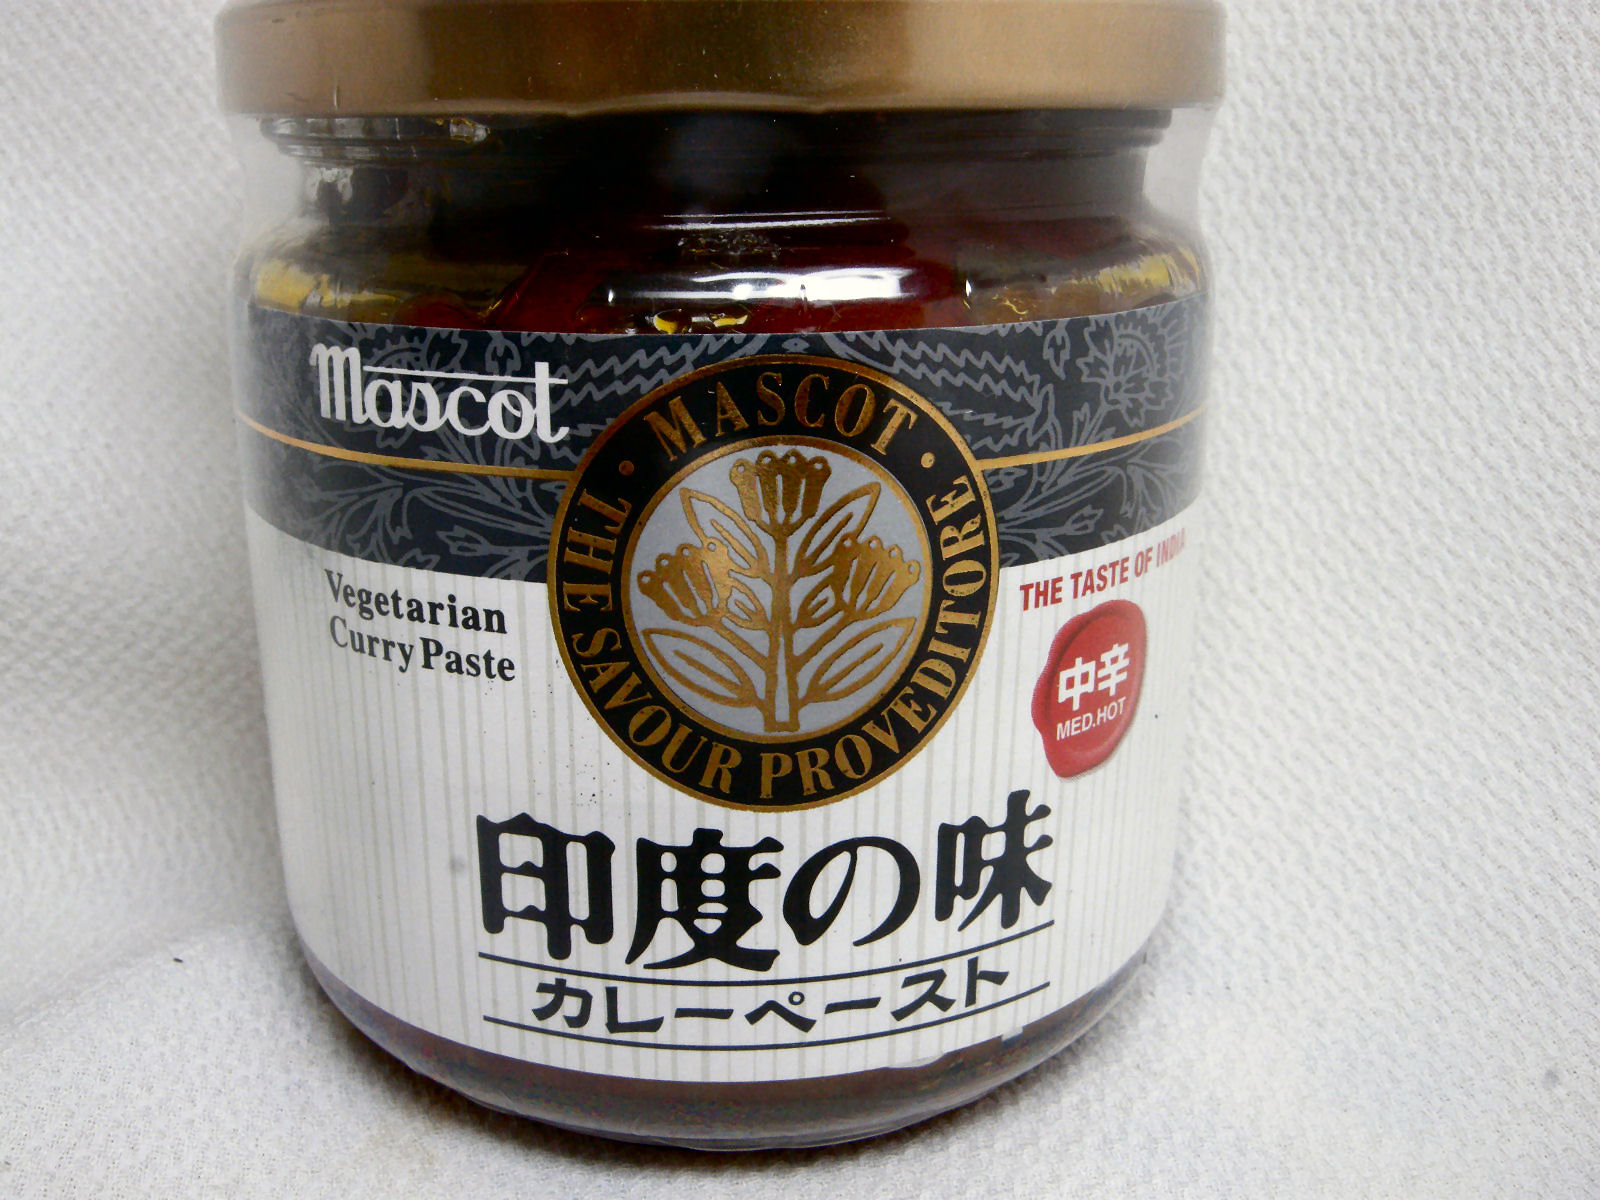 mascot
· MASCOT ·
THE SAVOUR PROVEDITORE
Vegetarian
Curry Paste
THE TASTE OF INDIA
中辛
MED.HOT
印度の味
カレーペースト